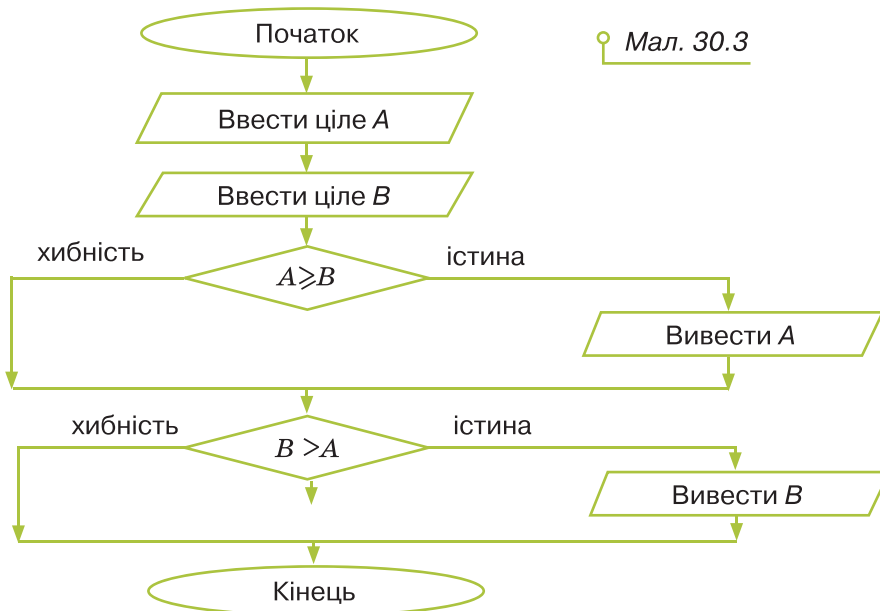 Початок
Мал. 30.3
Ввести ціле A
Ввести ціле B
хибність
істина
A⩾B
Вивести A
хибність
істина
B >A
Вивести B
Кінець